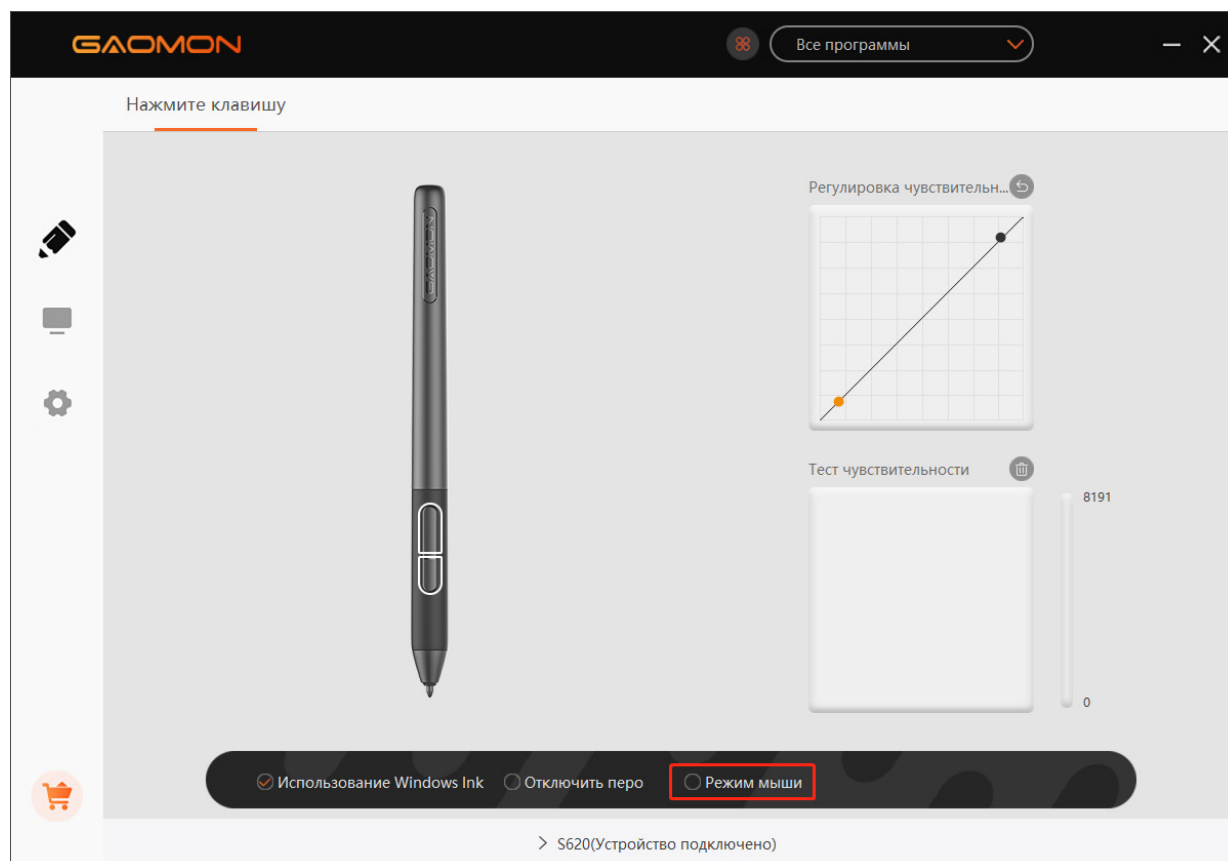 GAOMON
Все программы
Нажмите клавишу
Регулировка чувствительн...
GAOMON
Тест чувствительности
8191
0
Использование Windows Ink
Отключить перо
Режим мыши
S620(Устройство подключено)